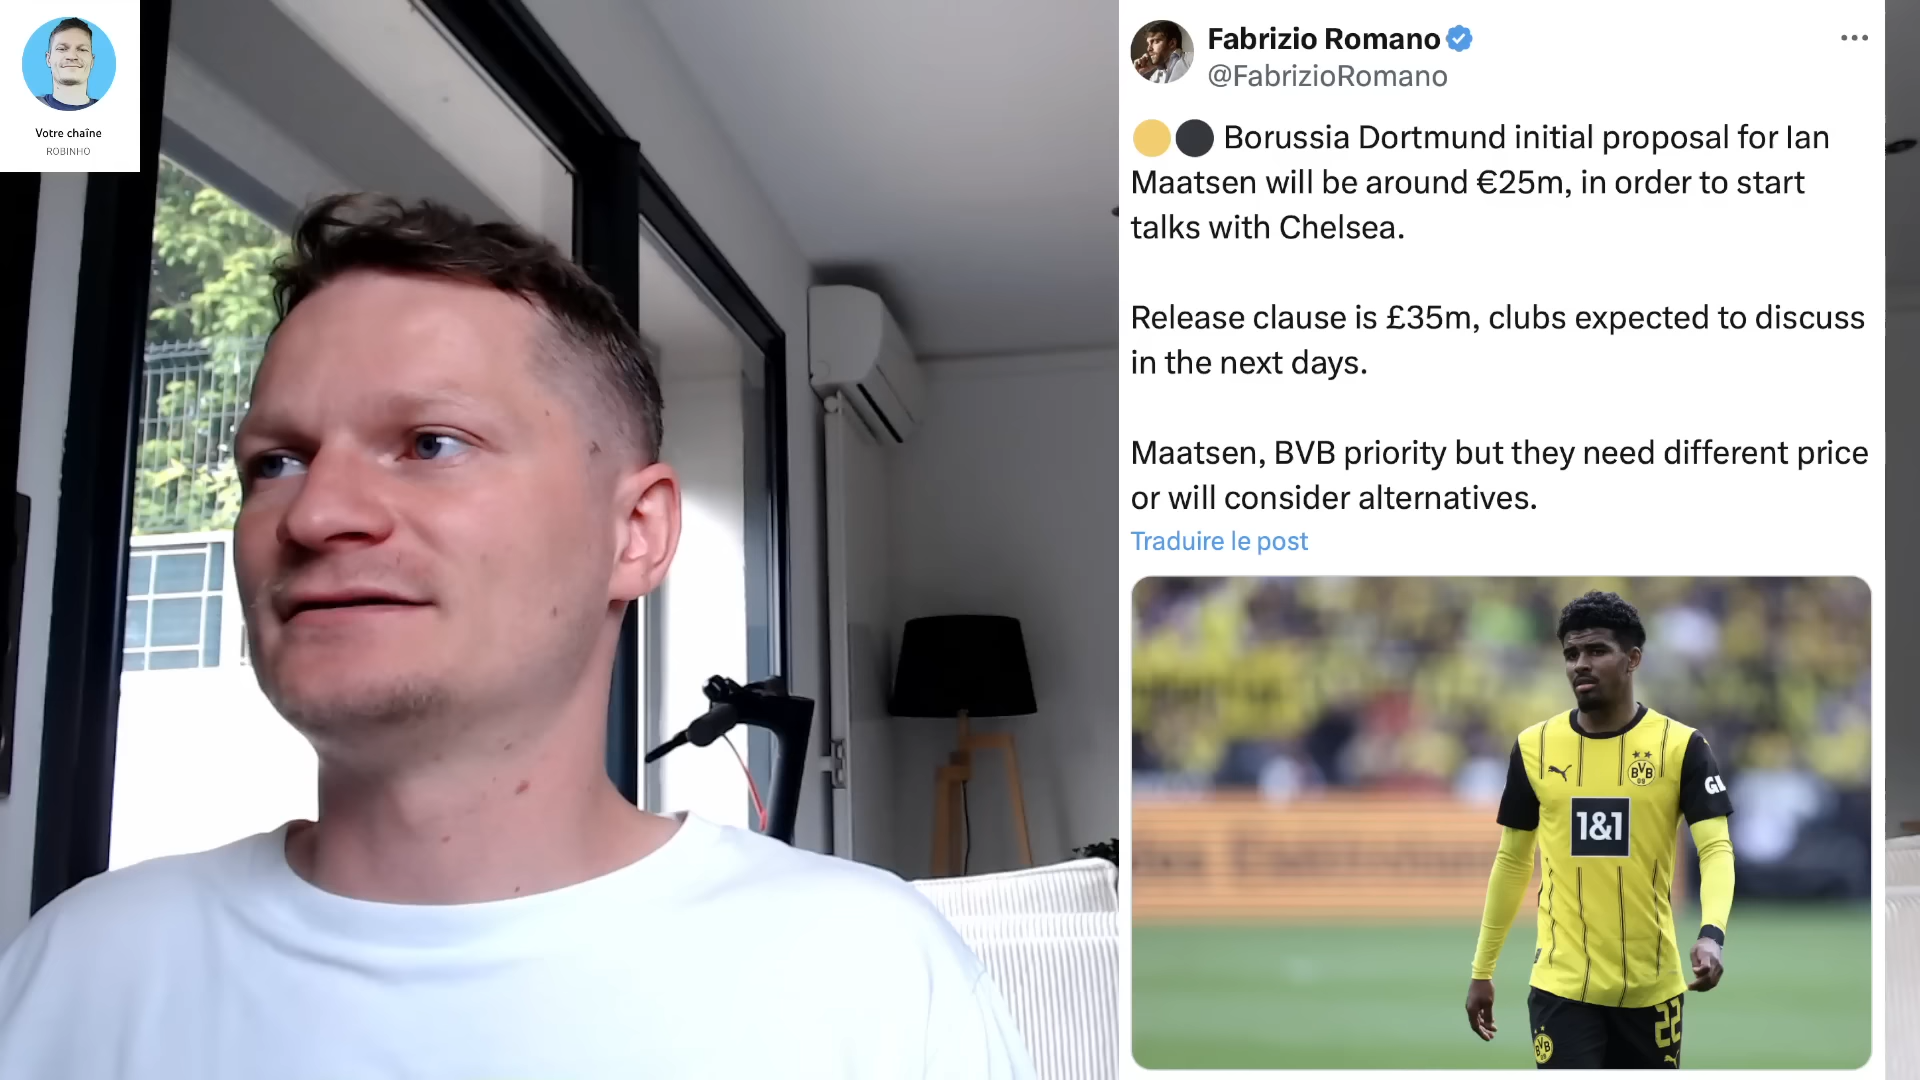 Votre chaîne
ROBINHO
Fabrizio Romano
@FabrizioRomano
Borussia Dortmund initial proposal for Ian
Maatsen will be around €25m, in order to start
talks with Chelsea.
Release clause is £35m, clubs expected to discuss
in the next days.
Maatsen, BVB priority but they need different price
or will consider alternatives.
Traduire le post
BVB
09
1&1
22
BVB